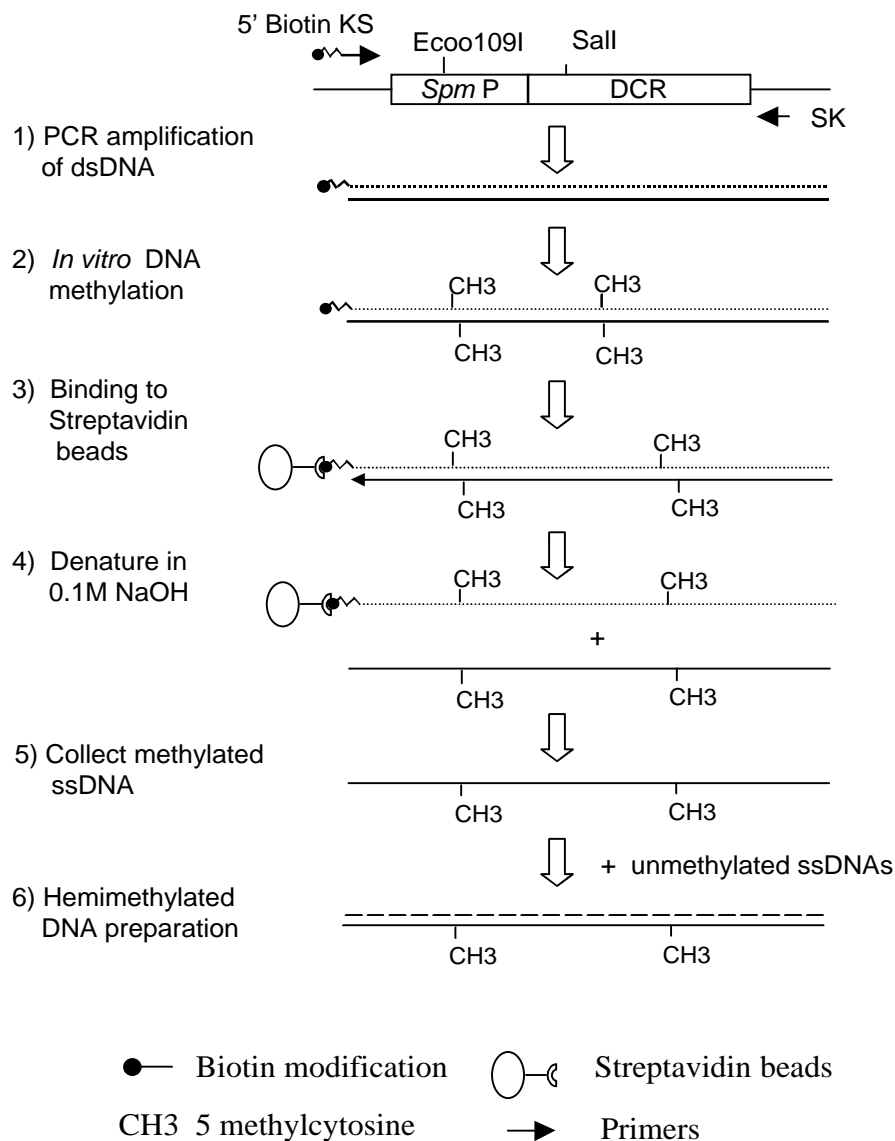 5' Biotin KS
Ecoo109I
SalI
Spm P
DCR
SK
1) PCR amplification
of dsDNA
2) In vitro DNA
methylation
CH3
CH3
CH3
CH3
3) Binding to
Streptavidin
beads
CH3
CH3
CH3
CH3
4) Denature in
0.1M NaOH
CH3
CH3
+
CH3
CH3
5) Collect methylated
ssDNA
CH3
CH3
+ unmethylated ssDNAs
6) Hemimethylated
DNA preparation
CH3
CH3
Biotin modification
Streptavidin beads
CH3 5 methylcytosine
Primers